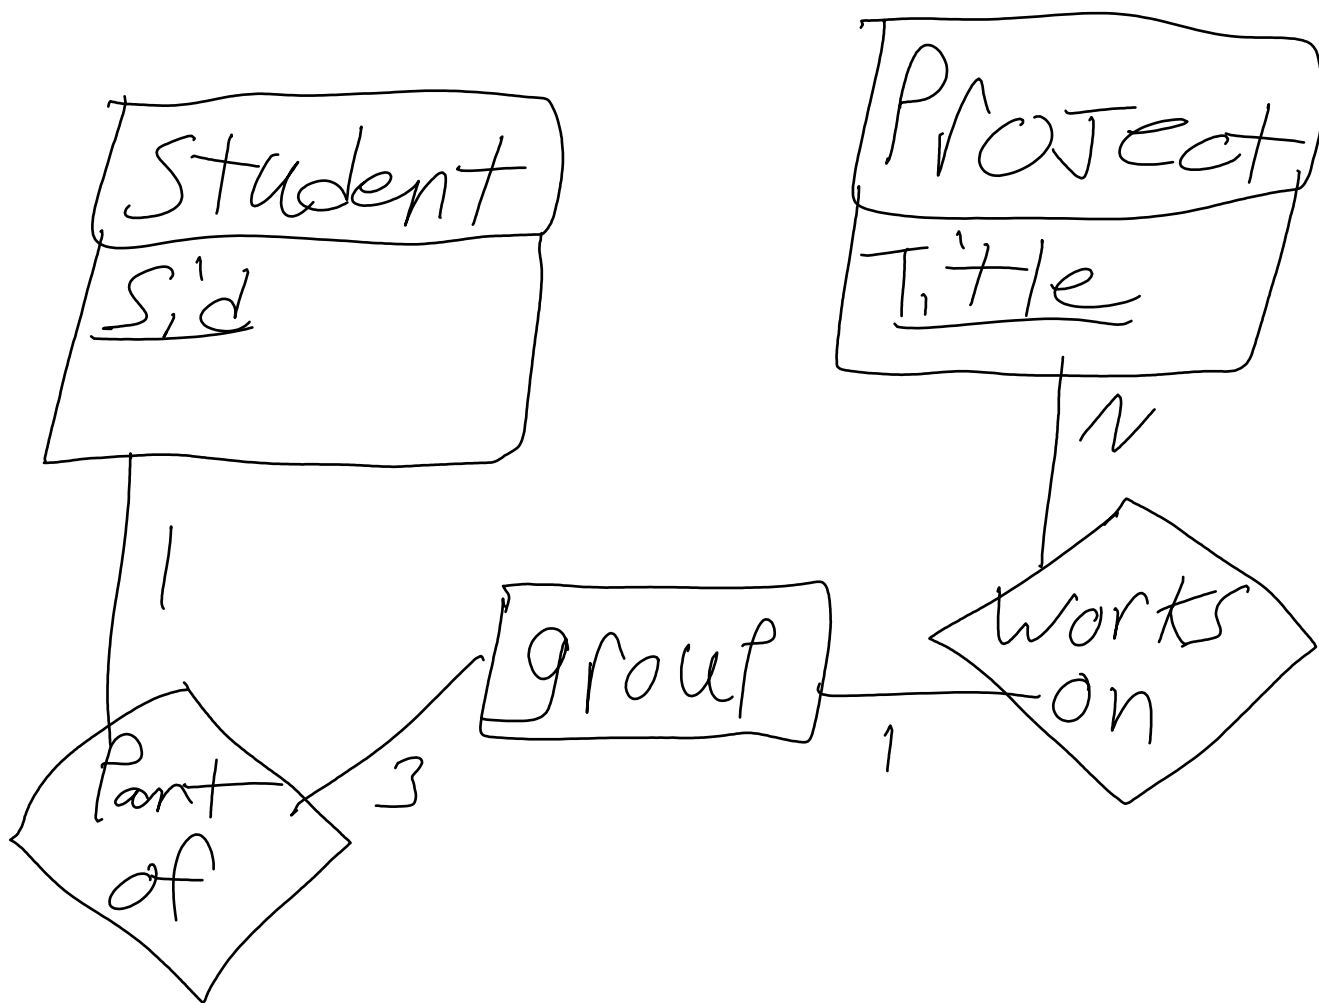 Student
Sid
1
Part
of
3
group
1
Project
Title
N
works
on